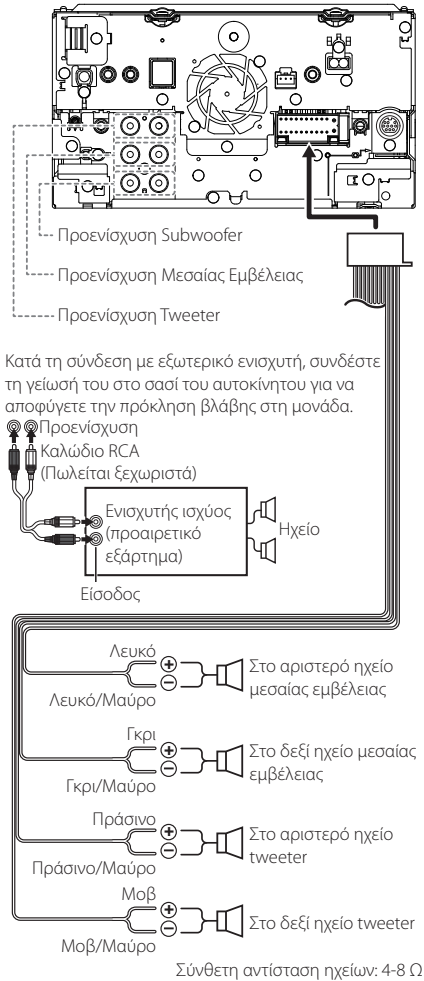 Προενίσχυση Subwoofer
Προενίσχυση Μεσαίας Εμβέλειας
Προενίσχυση Tweeter
Κατά τη σύνδεση με εξωτερικό ενισχυτή, συνδέστε
τη γείωσή του στο σασί του αυτοκίνητου για να
αποφύγετε την πρόκληση βλάβης στη μονάδα.
Προενίσχυση
Καλώδιο RCA
(Πωλείται ξεχωριστά)
Ενισχυτής ισχύος
(προαιρετικό
εξάρτημα)
Ηχείο
Είσοδος
Λευκό
Λευκό/Μαύρο
Στο αριστερό ηχείο
μεσαίας εμβέλειας
Γκρι
Γκρι/Μαύρο
Στο δεξί ηχείο μεσαίας
εμβέλειας
Πράσινο
Πράσινο/Μαύρο
Στο αριστερό ηχείο
tweeter
Μοβ
Μοβ/Μαύρο
Στο δεξί ηχείο tweeter
Σύνθετη αντίσταση ηχείων: 4-8 Ω